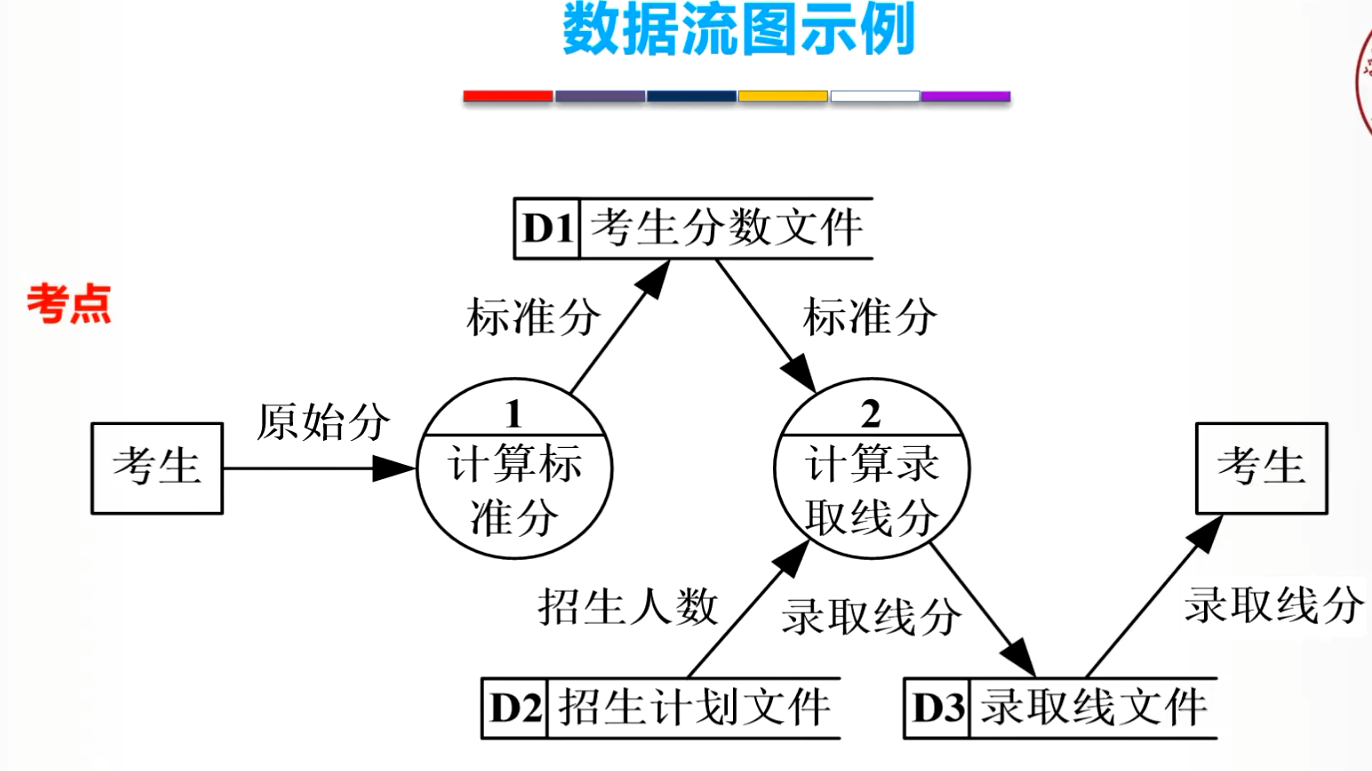 数据流图示例
D1 考生分数文件
考点
标准分
标准分
原始分
考生
1
计算标
准分
2
计算录
取线分
考生
招生人数
录取线分
录取线分
D2 招生计划文件
D3 录取线文件